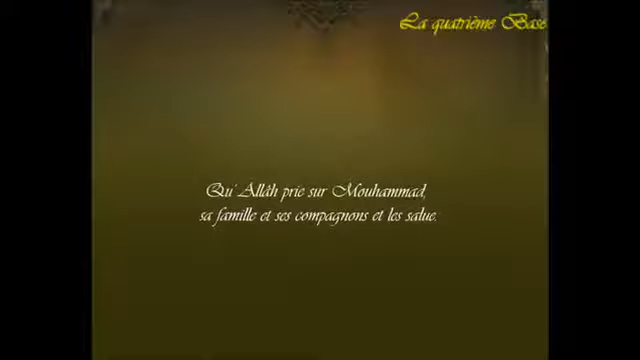 La quatrième Base
Qu'Allâh prie sur Mouhammad,
sa famille et ses compagnons et les salue.